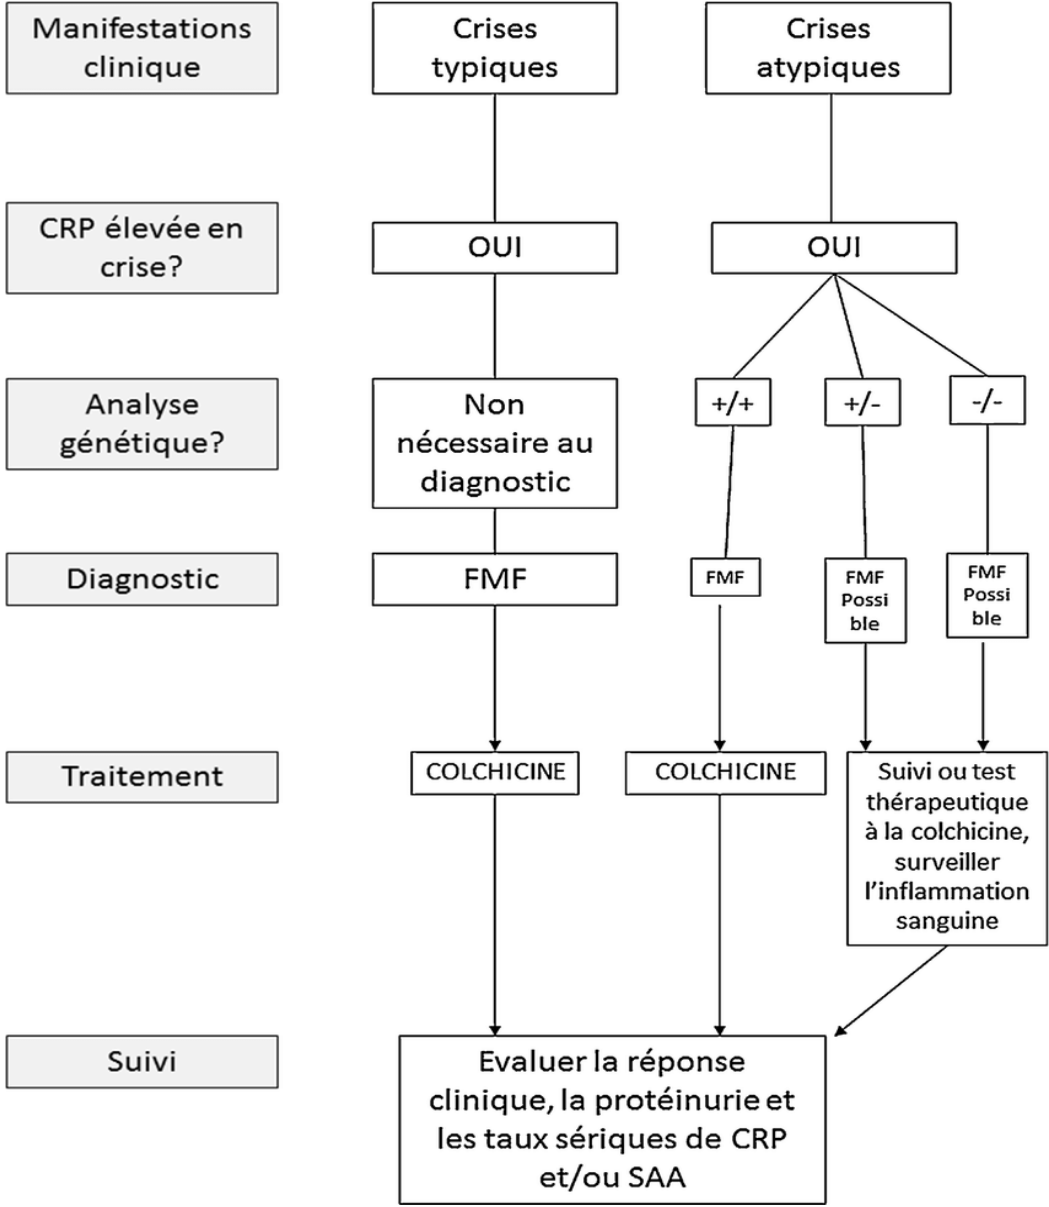 Manifestations
clinique
Crises
typiques
Crises
atypiques
CRP élevée en
crise?
OUI
OUI
Analyse
génétique?
Non
nécessaire au
diagnostic
+/+
+/-
-/-
Diagnostic
FMF
FMF
FMF
Possi
ble
FMF
Possi
ble
Traitement
COLCHICINE
COLCHICINE
Suivi ou test
thérapeutique
à la colchicine,
surveiller
l’inflammation
sanguine
Suivi
Evaluer la réponse
clinique, la protéinurie et
les taux sériques de CRP
et/ou SAA